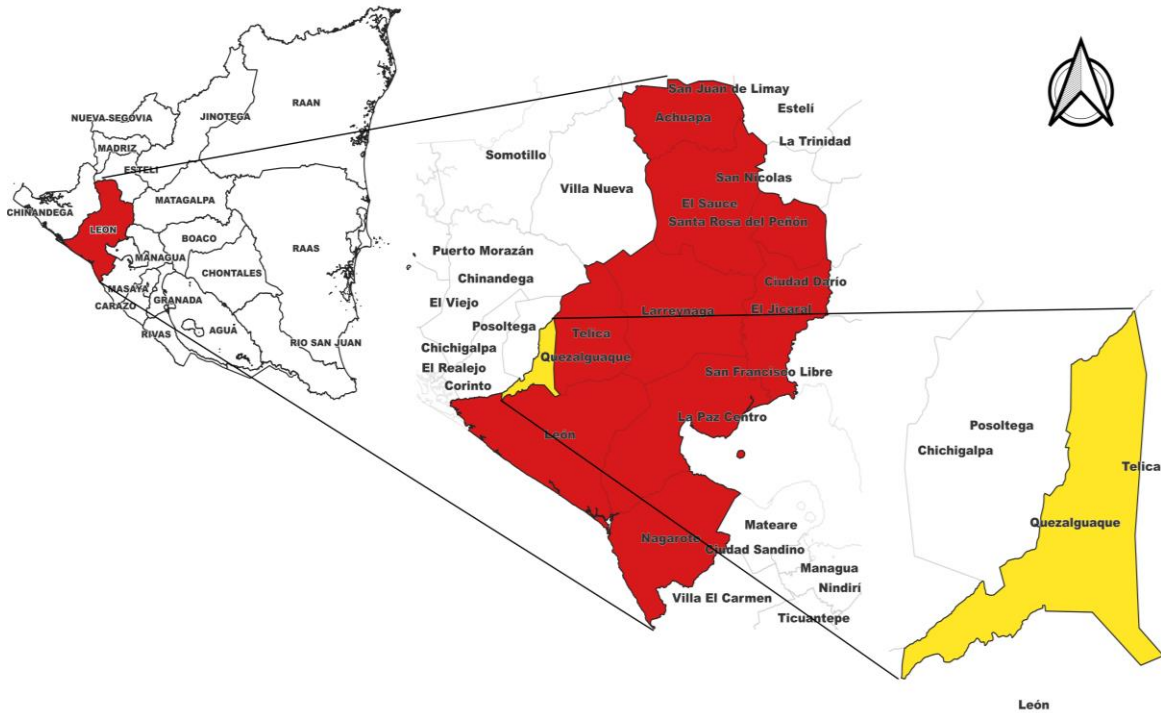 RAAN
JINOTEGA
NUEVA-SEGOVIA
MADRIZ
ESTELI
MATAGALPA
CHINANDEGA
LEON
BOACO
RAAS
MANAGUA
CHONTALES
MASAYA
CARAZO
GRANADA
RIVAS
AGUÁ
RIO SAN JUAN
San Juan de Limay
Achuapa
Estelí
La Trinidad
Somotillo
Villa Nueva
San Nicolas
El Sauce
Santa Rosa del Peñón
Puerto Morazán
Chinandega
Ciudad Darío
El Viejo
Larreynaga
El Jicaral
Posoltega
Telica
Chichigalpa
Quezalguaque
El Realejo
Corinto
San Francisco Libre
La Paz Centro
León
Mateare
Nagarote
Ciudad Sandino
Managua
Nindirí
Villa El Carmen
Ticuantepe
Posoltega
Chichigalpa
Telica
Quezalguaque
León